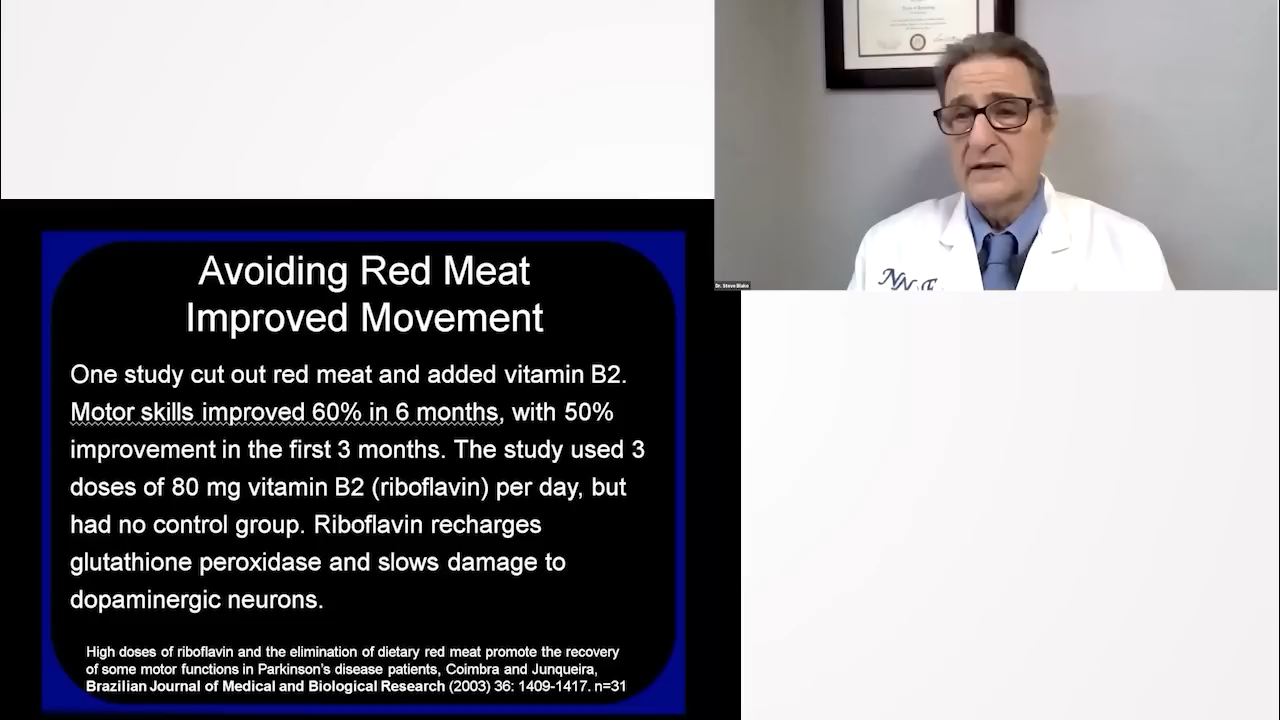 Avoiding Red Meat
Improved Movement
One study cut out red meat and added vitamin B2.
Motor skills improved 60% in 6 months, with 50%
improvement in the first 3 months. The study used 3
doses of 80 mg vitamin B2 (riboflavin) per day, but
had no control group. Riboflavin recharges
glutathione peroxidase and slows damage to
dopaminergic neurons.
High doses of riboflavin and the elimination of dietary red meat promote the recovery
of some motor functions in Parkinson's disease patients, Coimbra and Junqueira,
Brazilian Journal of Medical and Biological Research (2003) 36: 1409-1417. n=31
Dr. Steve Blake